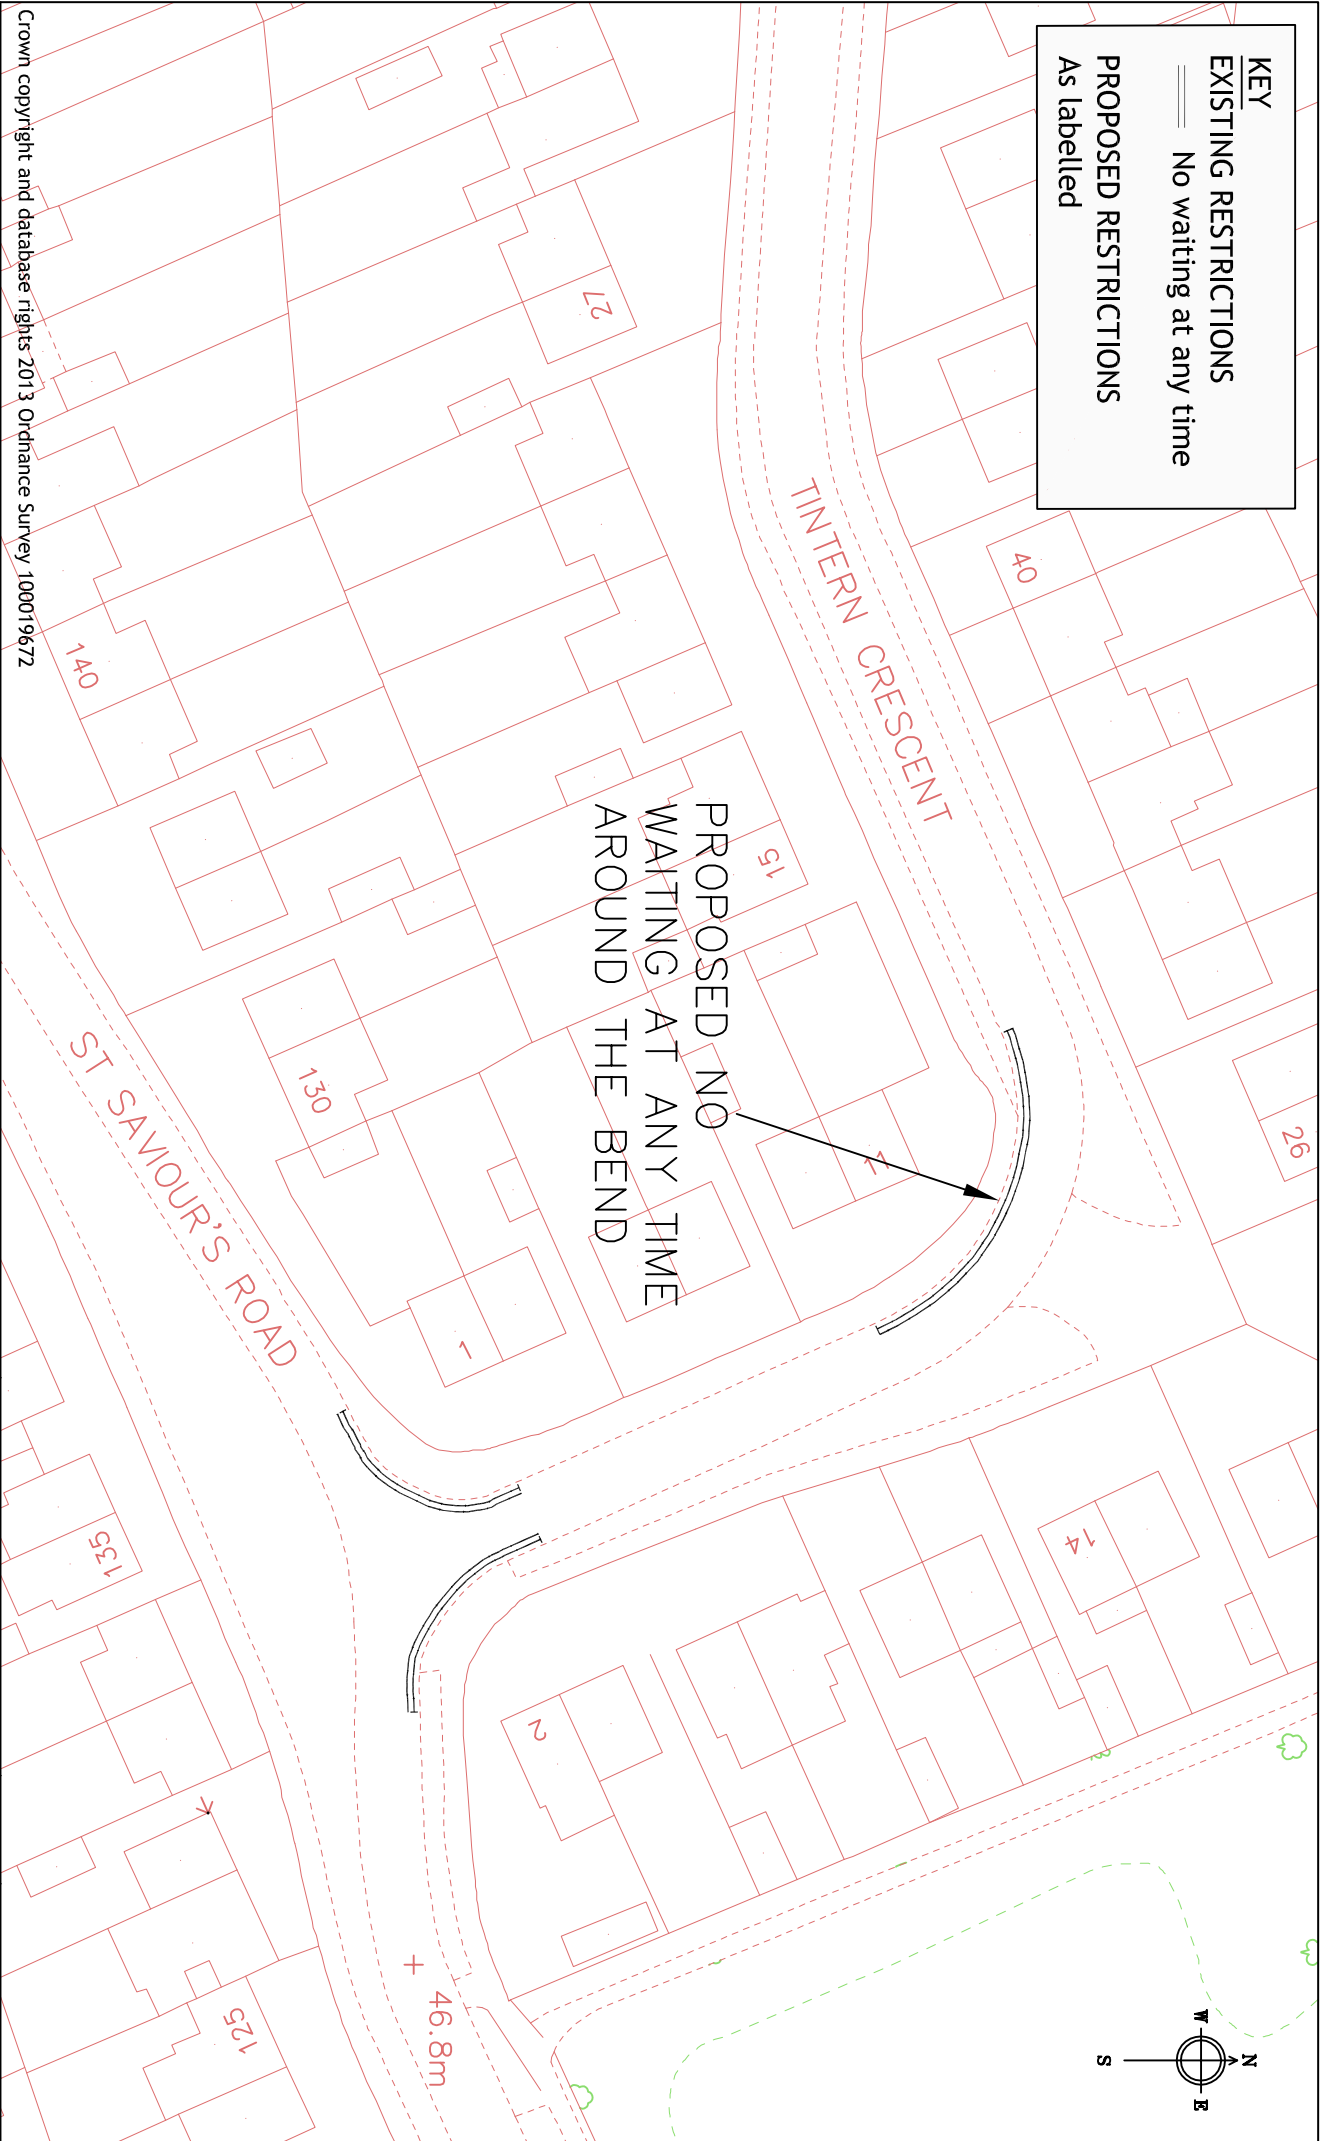 KEY
EXISTING RESTRICTIONS
No waiting at any time
PROPOSED RESTRICTIONS
As labelled
TINTERN CRESCENT
ST SAVIOUR'S ROAD
PROPOSED NO
WAITING AT ANY TIME
AROUND THE BEND
27
40
140
15
130
11
26
1
135
14
2
125
46.8m
N
W
E
S
Crown copyright and database rights 2013 Ordnance Survey 100019672